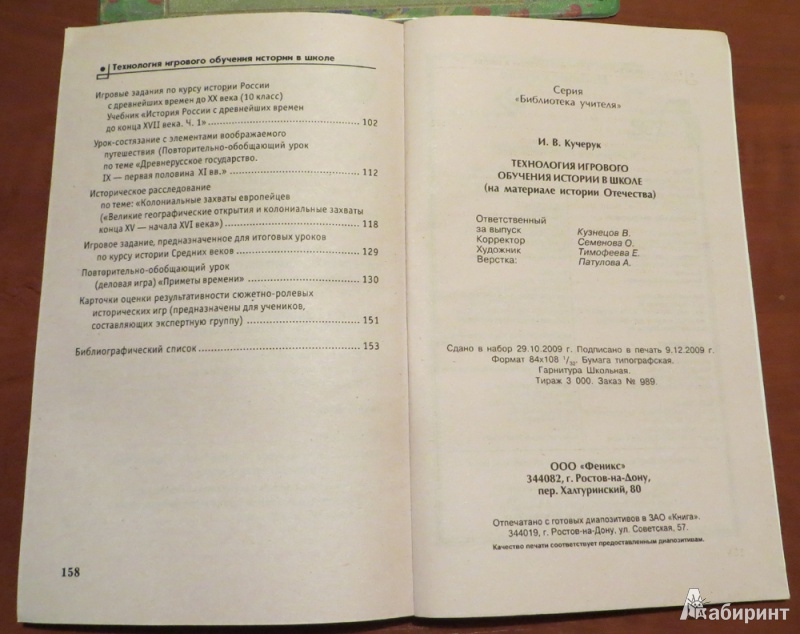 Технология игрового обучения истории в школе
Игровые задания по курсу истории России
с древнейших времен до XX века (10 класс)
Учебник «История России с древнейших времен
до конца XVII века. Ч. 1» 102
Урок-состязание с элементами воображаемого
путешествия (Повторительно-обобщающий урок
по теме «Древнерусское государство.
IX — первая половина XI вв.» 112
Историческое расследование
по теме: «Колониальные захваты европейцев
(«Великие географические открытия и колониальные захваты
конца XV — начала XVI века») 118
Игровое задание, предназначенное для итоговых уроков
по курсу истории Средних веков 129
Повторительно-обобщающий урок
(деловая игра) «Приметы времени» 130
Карточки оценки результативности сюжетно-ролевых
исторических игр (предназначены для учеников,
составляющих экспертную группу) 151
Библиографический список 153
158
Серия
«Библиотека учителя»
И. В. Кучерук
ТЕХНОЛОГИЯ ИГРОВОГО
ОБУЧЕНИЯ ИСТОРИИ В ШКОЛЕ
(на материале истории Отечества)
Ответственный
за выпуск Кузнецов В.
Корректор Семенова О.
Художник Тимофеева Е.
Верстка: Патулова А.
Сдано в набор 29.10.2009 г. Подписано в печать 9.12.2009 г.
Формат 84х108 1/32. Бумага типографская.
Гарнитура Школьная.
Тираж 3 000. Заказ № 989.
ООО «Феникс»
344082, г. Ростов-на-Дону,
пер. Халтуринский, 80
Отпечатано с готовых диапозитивов в ЗАО «Книга».
344019, г. Ростов-на-Дону, ул. Советская, 57.
Качество печати соответствует предоставленным диапозитивам.
Лабиринт